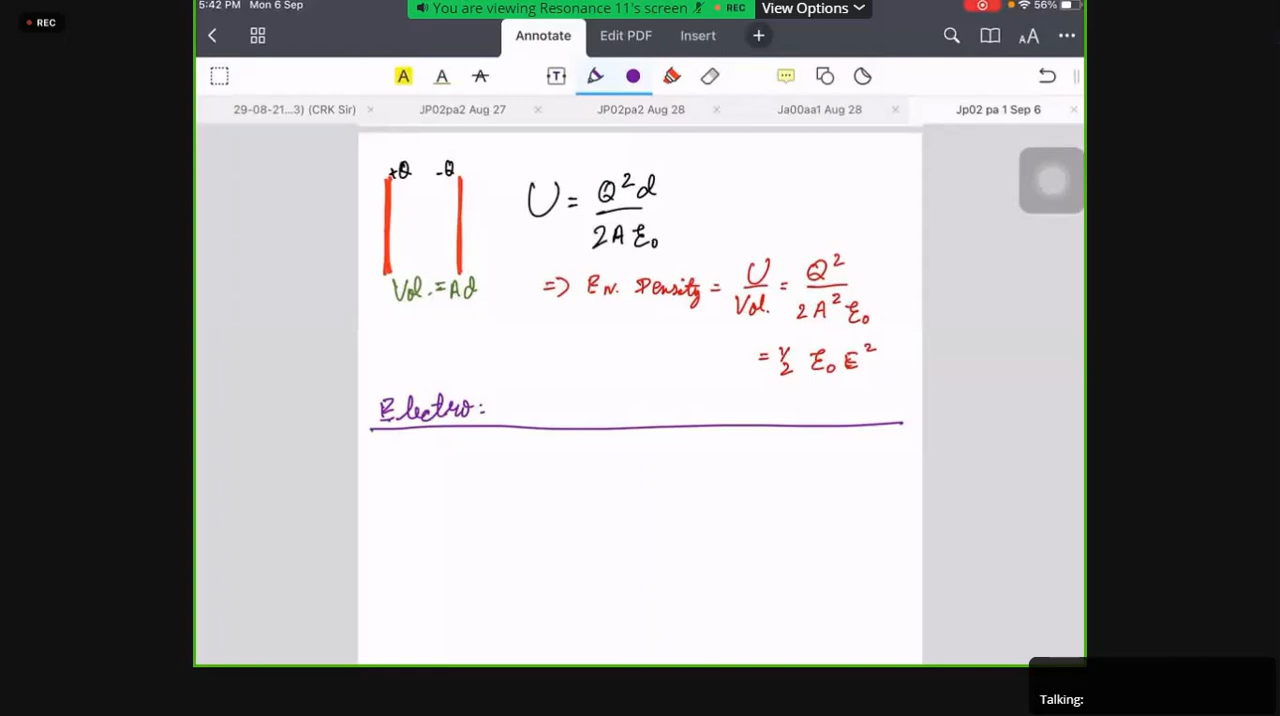 5:42 PM Mon 6 Sep
You are viewing Resonance 11's screen REC View Options
56%
REC
Annotate Edit PDF Insert
29-08-21...3) (CRK Sir) × JP02pa2 Aug 27 × JP02pa2 Aug 28 × Ja00aa1 Aug 28 × Jp02 pa 1 Sep 6 ×
+Q -Q
U = Q²d / 2Aε₀
Vol. = Ad
=> En. Density = U/Vol. = Q² / 2A²ε₀
= 1/2 ε₀E²
Electro:
Talking: